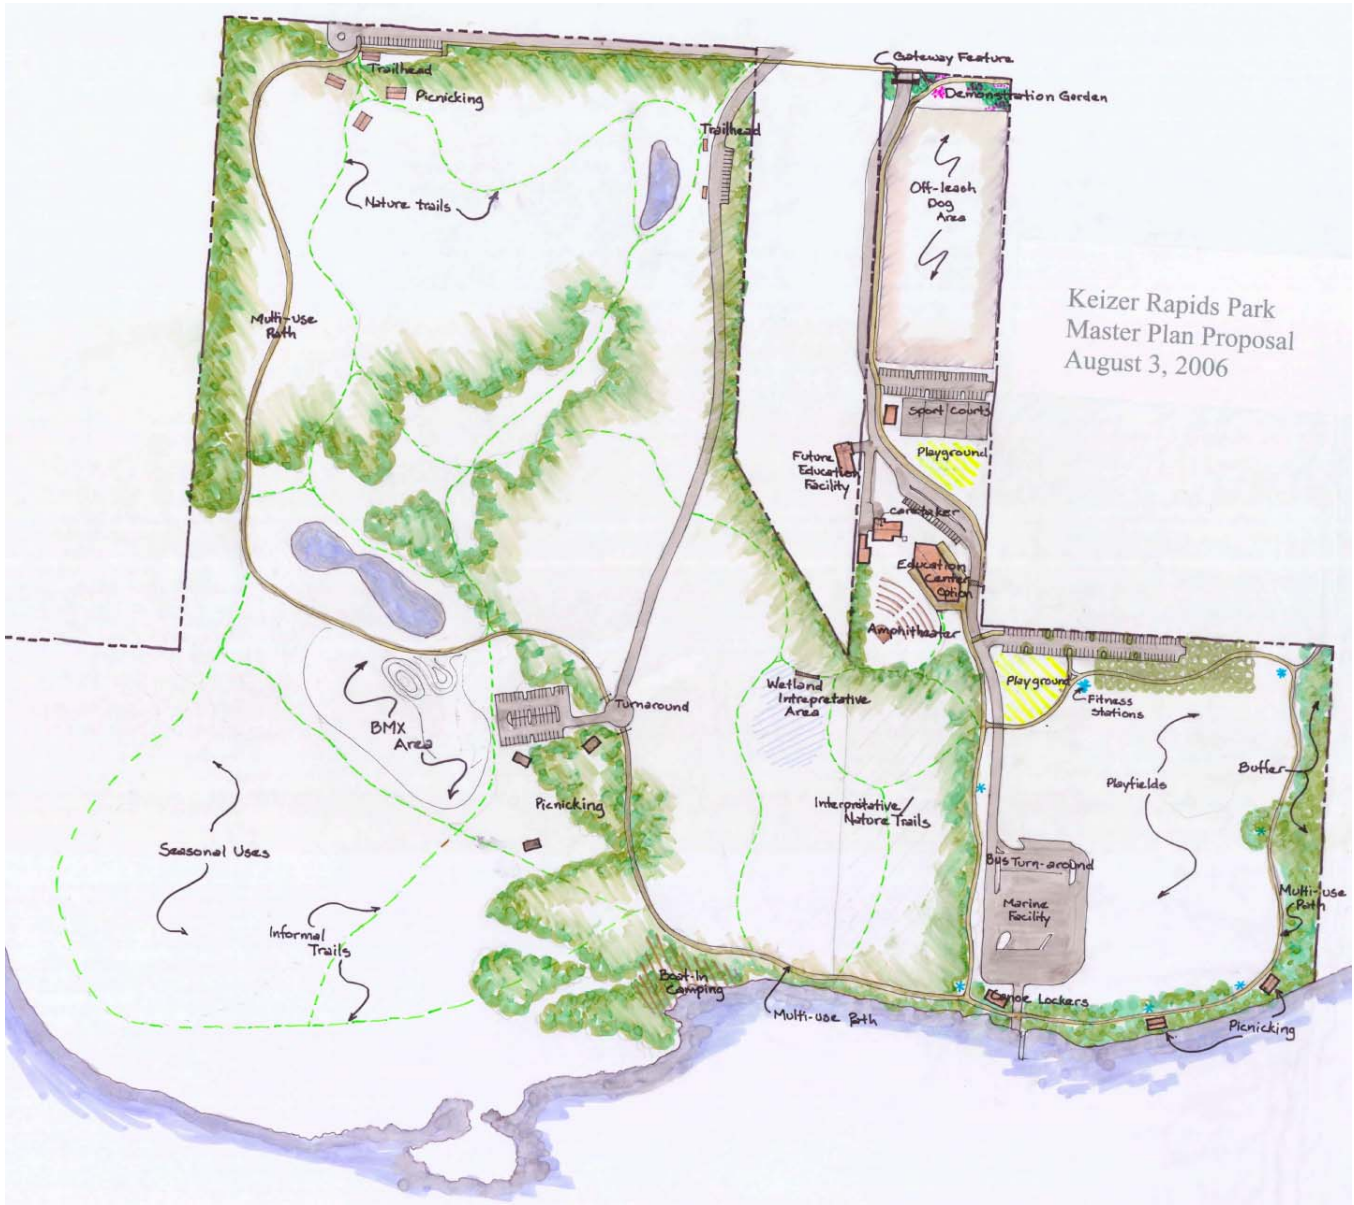 Gateway Feature
Trailhead
Picnicking
Demonstration Garden
Trailhead
Nature trails
Off-leash
Dog
Area
Keizer Rapids Park
Master Plan Proposal
August 3, 2006
Multi-use
Path
Sport Courts
Playground
Future
Education
Facility
Caretaker
Education
Center
Option
Amphitheater
Wetland
Intrepretative
Area
Playground
Fitness
Stations
Turnaround
BMX
Area
Buffer
Playfields
Picnicking
Interpretative/
Nature Trails
Seasonal Uses
Bus Turn-around
Marine
Facility
Multi-use
Path
Informal
Trails
Boat-In
Camping
Canoe Lockers
Multi-use Path
Picnicking